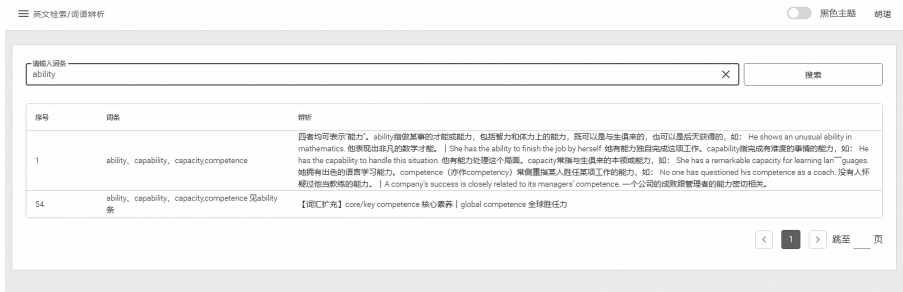 英文检索/词语辨析
黑色主题
胡珺
请输入词条
ability
搜索
序号 词条 辨析
四者均可表示"能力"。ability指做某事的才能或能力，包括智力和体力上的能力，既可以是与生俱来的，也可以是后天获得的，如： He shows an unusual ability in
mathematics. 他表现出非凡的数学才能。｜She has the ability to finish the job by herself. 她有能力独自完成这项工作。capability指完成有难度的事情的能力，如： He
1 ability、capability、capacity,competence has the capability to handle this situation. 他有能力处理这个局面。capacity常指与生俱来的本领或能力，如： She has a remarkable capacity for learning lan￣guages.
她拥有出色的语言学习能力。competence（亦作competency）常侧重指某人胜任某项工作的能力，如： No one has questioned his competence as a coach. 没有人怀
疑过他当教练的能力。｜A company's success is closely related to its managers' competence. 一个公司的成败跟管理者的能力密切相关。
54 ability、capability、capacity,competence 见ability
条
【词汇扩充】core/key competence 核心素养｜global competence 全球胜任力
1 跳至 页